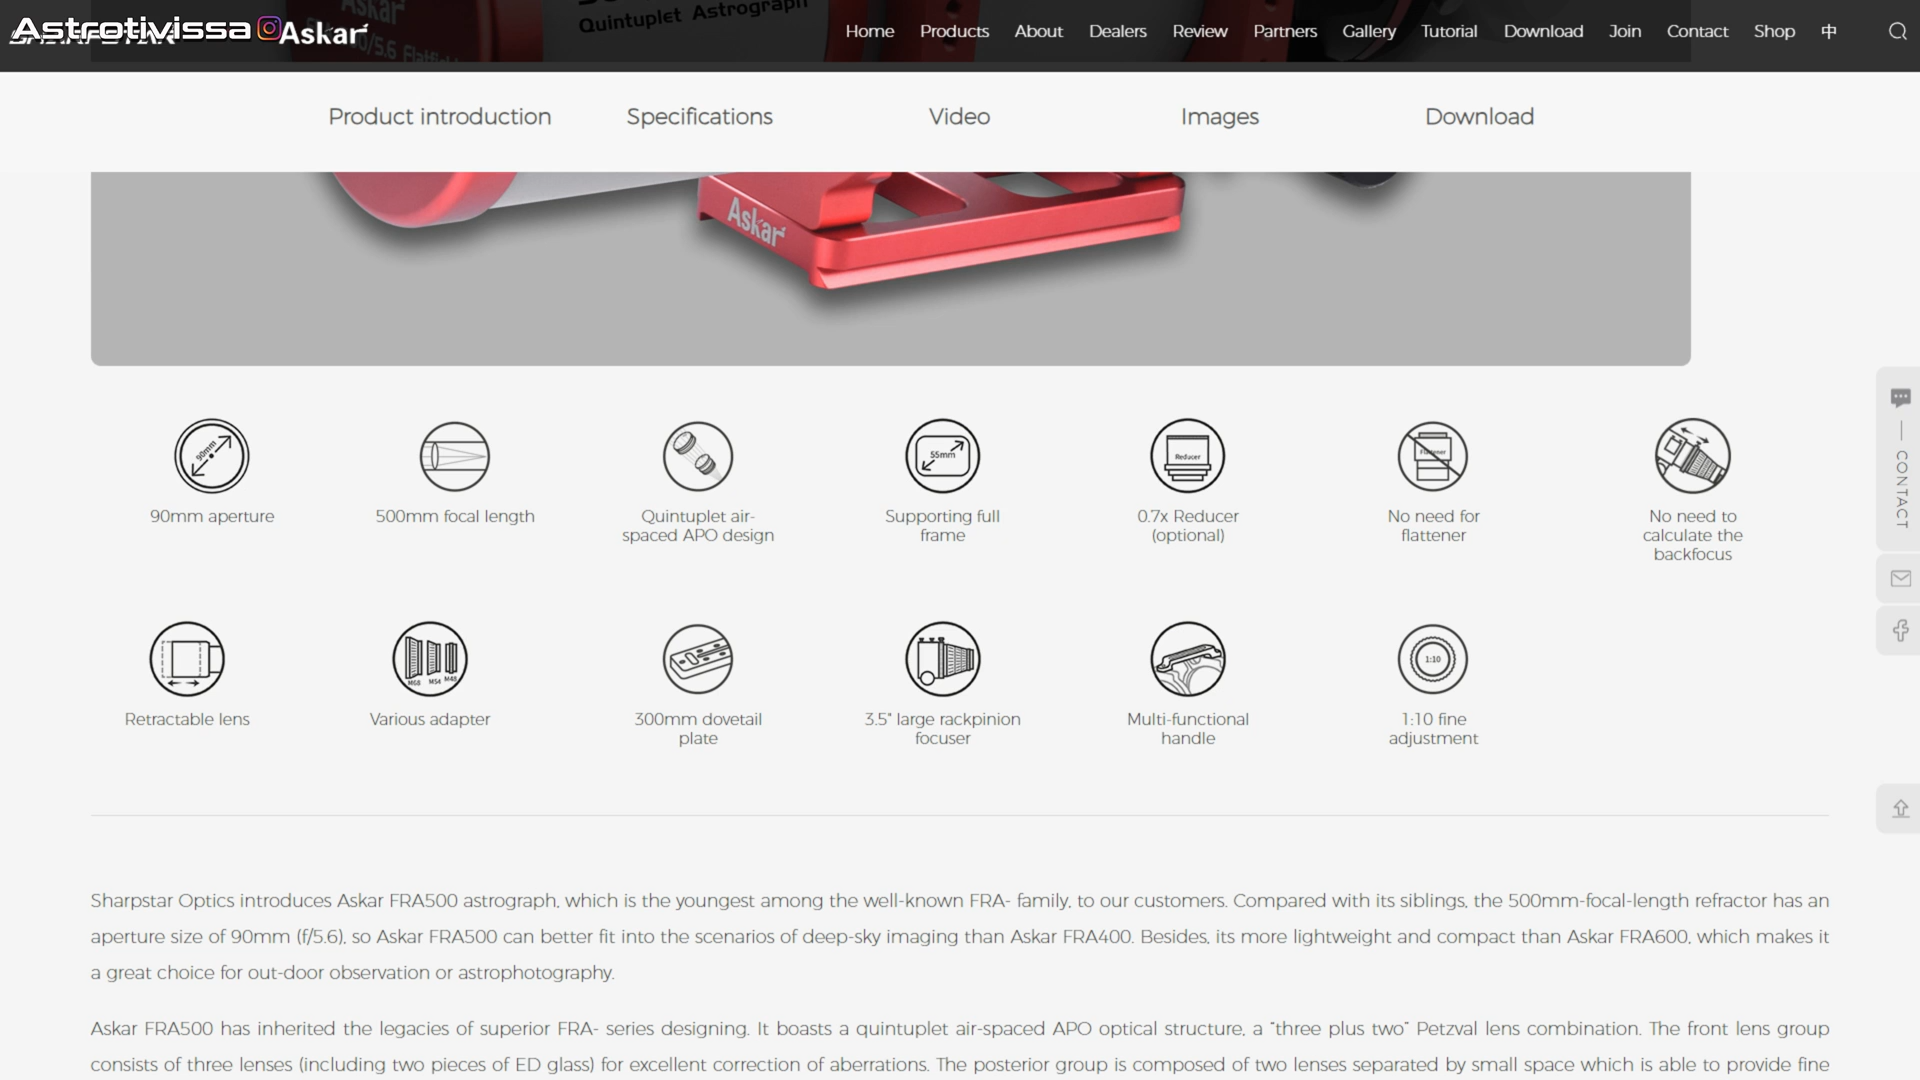 Quintuplet Astrograph
Astrotivissa Askar Home Products About Dealers Review Partners Gallery Tutorial Download Join Contact Shop 中
Product introduction Specifications Video Images Download
Askar
90mm
55mm
Reducer
Flattener
90mm aperture 500mm focal length Quintuplet air- Supporting full 0.7x Reducer No need for No need to
spaced APO design frame (optional) flattener calculate the
backfocus
CONTACT
M68 M54 M48
1:10
Retractable lens Various adapter 300mm dovetail 3.5" large rackpinion Multi-functional 1:10 fine
plate focuser handle adjustment
Sharpstar Optics introduces Askar FRA500 astrograph, which is the youngest among the well-known FRA- family, to our customers. Compared with its siblings, the 500mm-focal-length refractor has an
aperture size of 90mm (f/5.6), so Askar FRA500 can better fit into the scenarios of deep-sky imaging than Askar FRA400. Besides, its more lightweight and compact than Askar FRA600, which makes it
a great choice for out-door observation or astrophotography.
Askar FRA500 has inherited the legacies of superior FRA- series designing. It boasts a quintuplet air-spaced APO optical structure, a “three plus two” Petzval lens combination. The front lens group
consists of three lenses (including two pieces of ED glass) for excellent correction of aberrations. The posterior group is composed of two lenses separated by small space which is able to provide fine